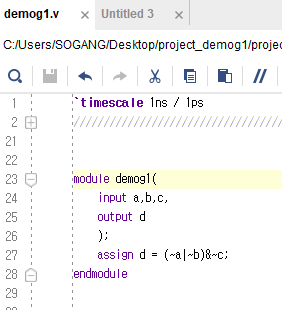 demog1.v
Untitled 3
C:/Users/SOGANG/Desktop/project_demog1/projec
1 `timescale 1ns / 1ps
2 //////////////////////////////////
21
22
23 module demog1(
24 input a,b,c,
25 output d
26 );
27 assign d = (~a|~b)&~c;
28 endmodule
29